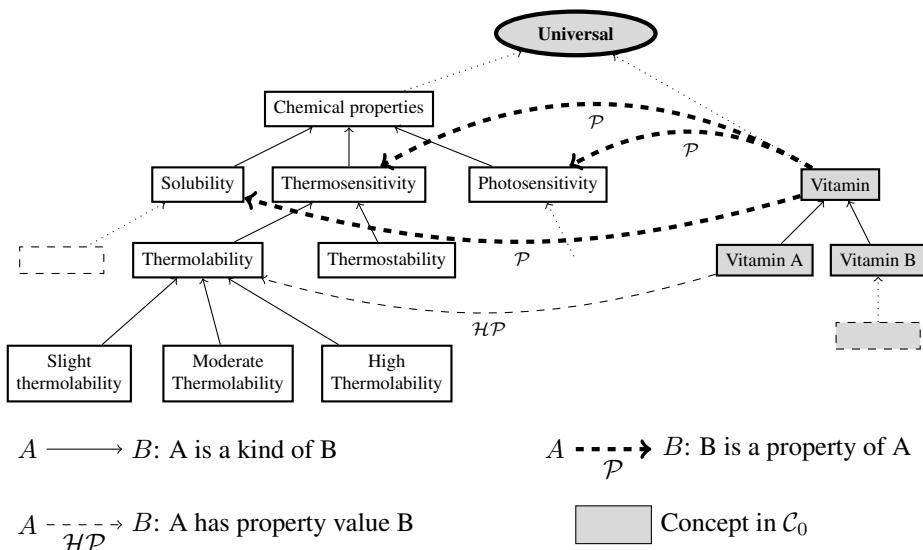 Universal
Chemical properties
𝒫
𝒫
Solubility
Thermosensitivity
Photosensitivity
Vitamin
𝒫
Thermolability
Thermostability
Vitamin A
Vitamin B
ℋ𝒫
Slight
thermolability
Moderate
Thermolability
High
Thermolability
A B: A is a kind of B
A 𝒫 B: B is a property of A
A ℋ𝒫 B: A has property value B
Concept in 𝒞₀